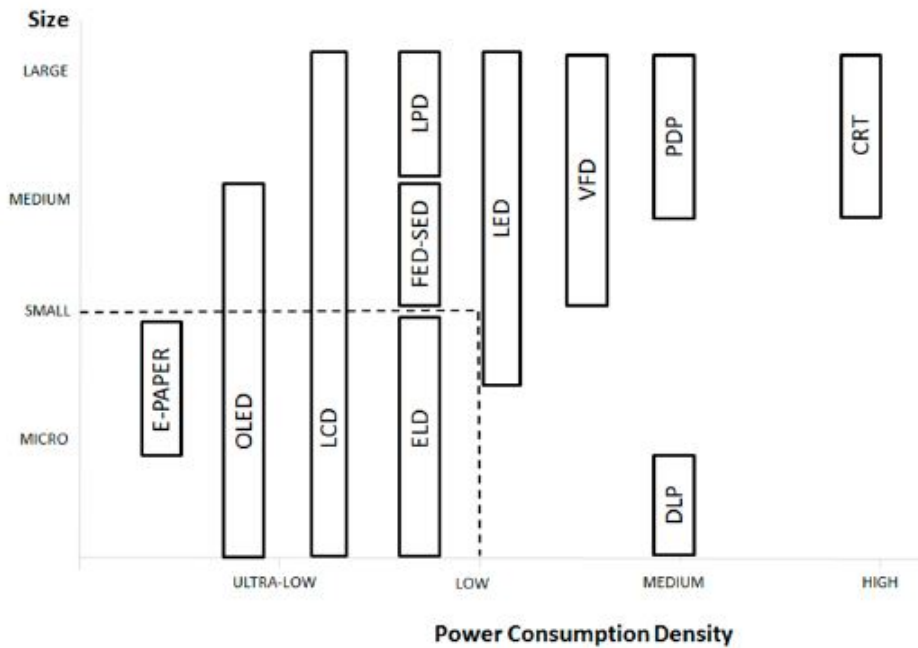 Size
LARGE
MEDIUM
SMALL
MICRO
E-PAPER
OLED
LCD
LPD
FED-SED
ELD
LED
VFD
PDP
DLP
CRT
ULTRA-LOW
LOW
MEDIUM
HIGH
Power Consumption Density